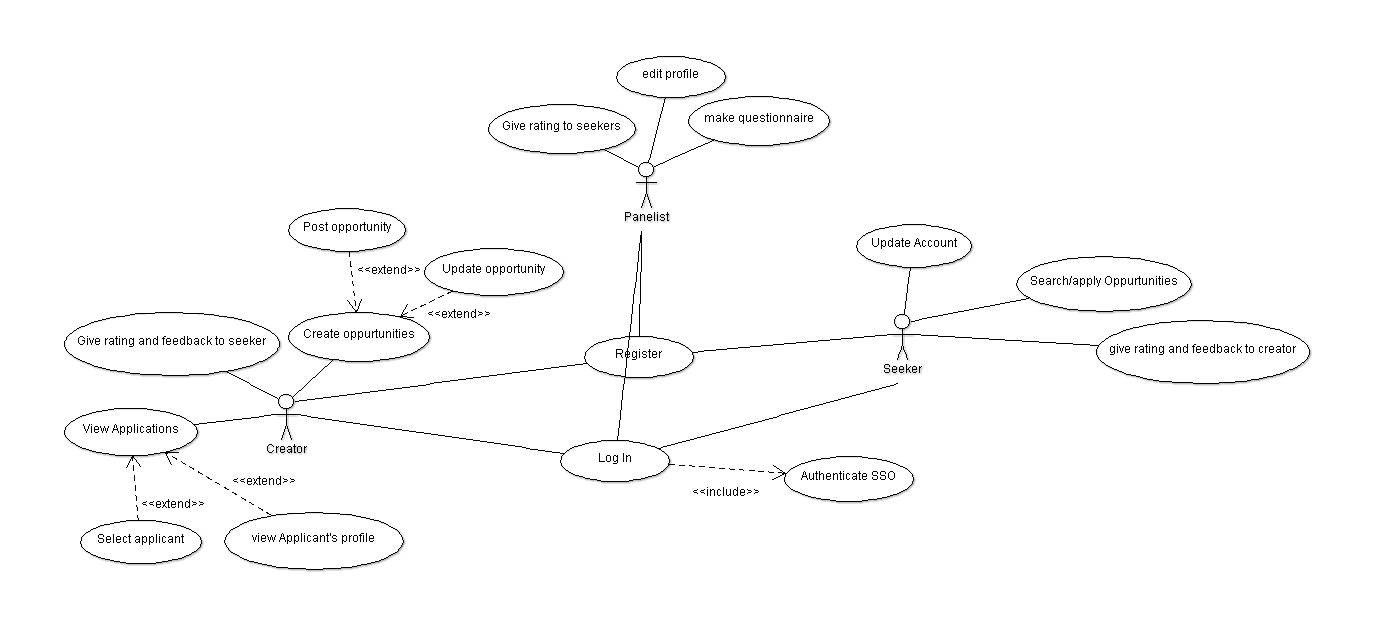 edit profile
make questionnaire
Give rating to seekers
Panelist
Post opportunity
Update Account
<<extend>>
Update opportunity
Search/apply Oppurtunities
<<extend>>
Create oppurtunities
Give rating and feedback to seeker
Register
give rating and feedback to creator
Seeker
View Applications
Creator
Log In
Authenticate SSO
<<extend>>
<<include>>
<<extend>>
Select applicant
view Applicant's profile